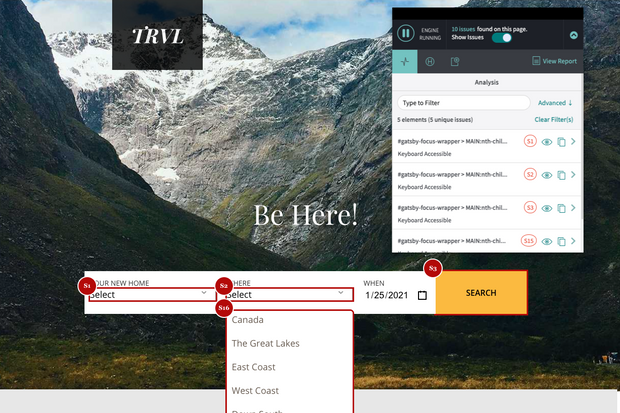 TRVL
ENGINE RUNNING
10 issues found on this page.
Show Issues
View Report
Analysis
Type to Filter
Advanced ↓
5 elements (5 unique issues)
Clear Filter(s)
#gatsby-focus-wrapper > MAIN:nth-chil...
S1
Keyboard Accessible
#gatsby-focus-wrapper > MAIN:nth-chil...
S2
Keyboard Accessible
#gatsby-focus-wrapper > MAIN:nth-chil...
S3
Keyboard Accessible
#gatsby-focus-wrapper > MAIN:nth-chi...
S15
Be Here!
S1
OUR NEW HOME
Select
S2
HERE
Select
WHEN
1/25/2021
S3
SEARCH
S16
Canada
The Great Lakes
East Coast
West Coast
Down South